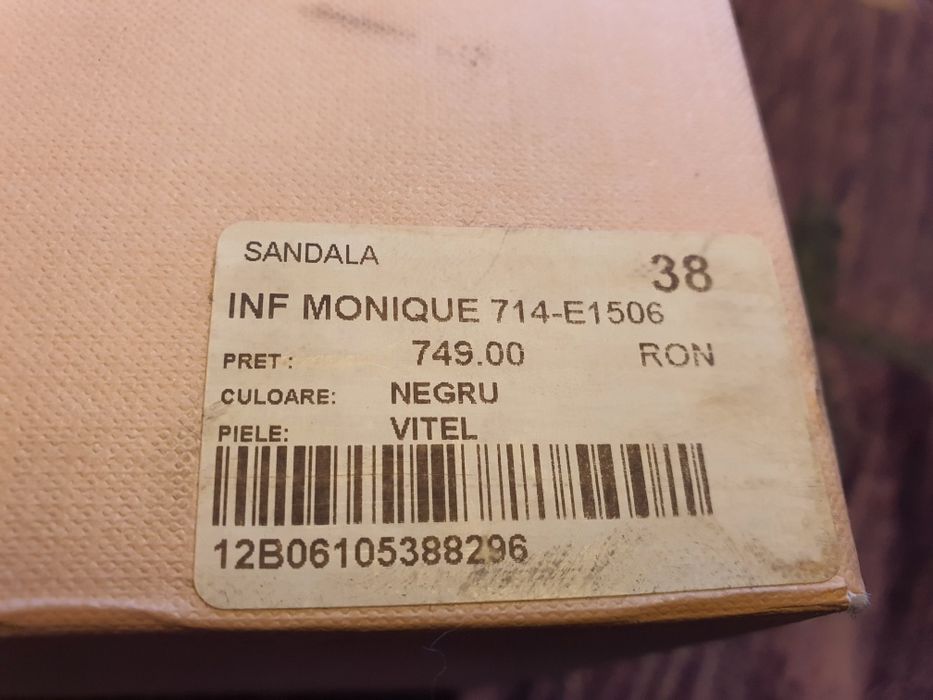 SANDALA
38
INF MONIQUE 714-E1506
PRET: 749.00 RON
CULOARE: NEGRU
PIELE: VITEL
12B06105388296